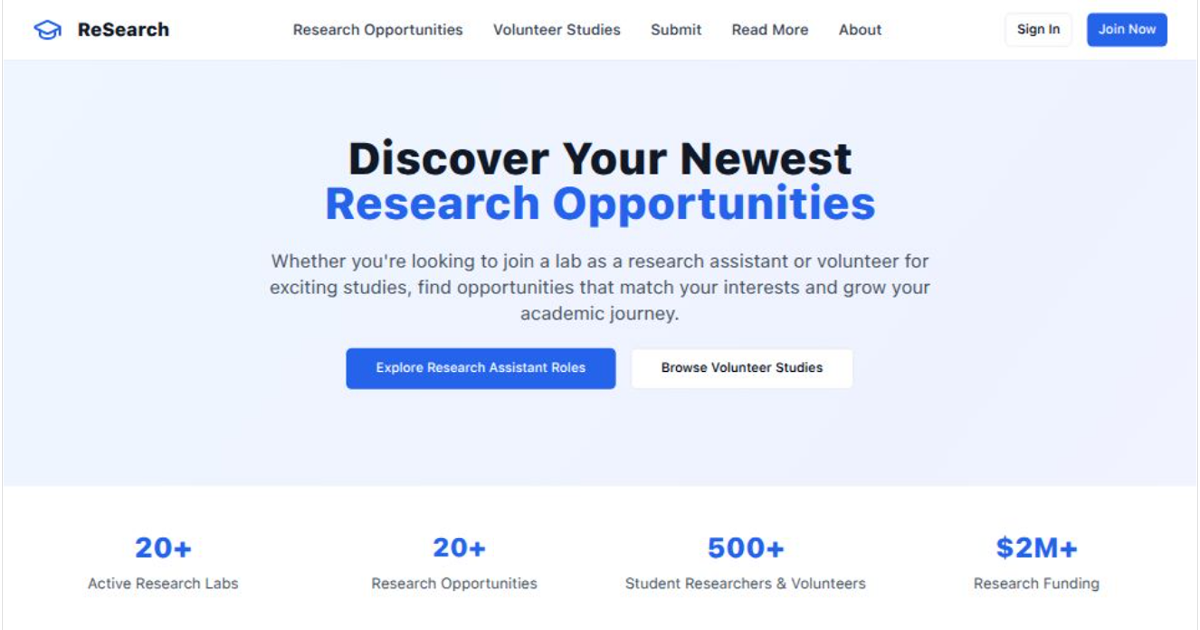 ReSearch
Research Opportunities
Volunteer Studies
Submit
Read More
About
Sign In
Join Now
Discover Your Newest
Research Opportunities
Whether you're looking to join a lab as a research assistant or volunteer for
exciting studies, find opportunities that match your interests and grow your
academic journey.
Explore Research Assistant Roles
Browse Volunteer Studies
20+
Active Research Labs
20+
Research Opportunities
500+
Student Researchers & Volunteers
$2M+
Research Funding